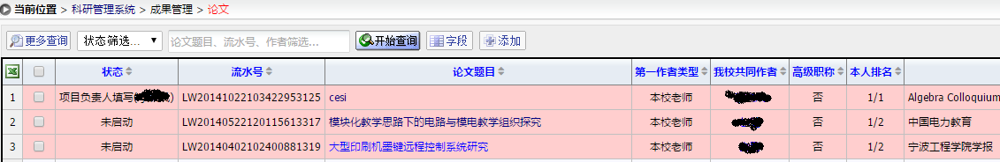 当前位置 > 科研管理系统 > 成果管理 > 论文
更多查询 状态筛选... 论文题目、流水号、作者筛选... 开始查询 字段 添加
状态 流水号 论文题目 第一作者类型 我校共同作者 高级职称 本人排名
1 项目负责人填写( ) LW20141022103422953125 cesi 本校老师 否 1/1 Algebra Colloquium
2 未启动 LW20140522120115613317 模块化教学思路下的电路与模电教学组织探究 本校老师 否 1/2 中国电力教育
3 未启动 LW20140402102400881319 大型印刷机墨键远程控制系统研究 本校老师 否 1/2 宁波工程学院学报